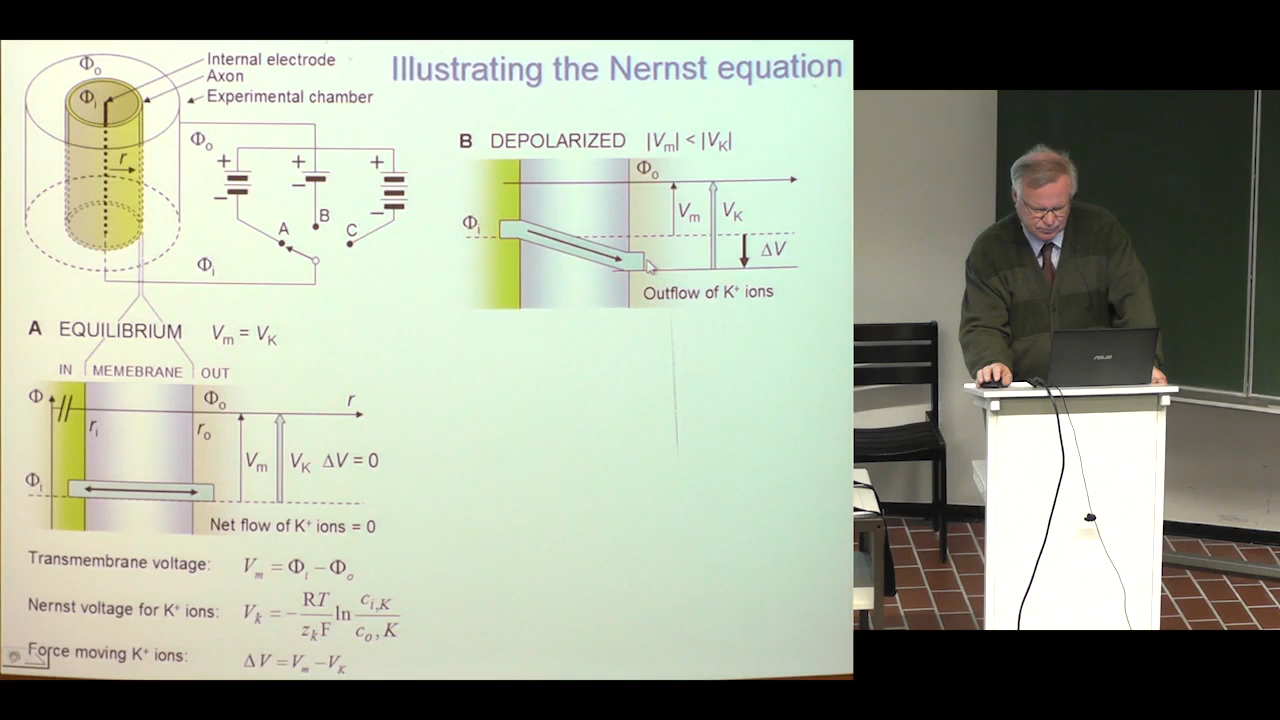 Illustrating the Nernst equation
Φo
Φi
r
Internal electrode
Axon
Experimental chamber
Φo
+ + +
− − −
A B C
Φi
A EQUILIBRIUM Vm = VK
IN MEMEBRANE OUT
Φ Φo r
ri ro
Vm VK ΔV = 0
Φi
Net flow of K+ ions = 0
Transmembrane voltage: Vm = Φi − Φo
Nernst voltage for K+ ions: Vk = − RT/zkF ln ci,K/co,K
Force moving K+ ions: ΔV = Vm − VK
B DEPOLARIZED |Vm| < |VK|
Φo
Vm VK
Φi
ΔV
Outflow of K+ ions
ASUS